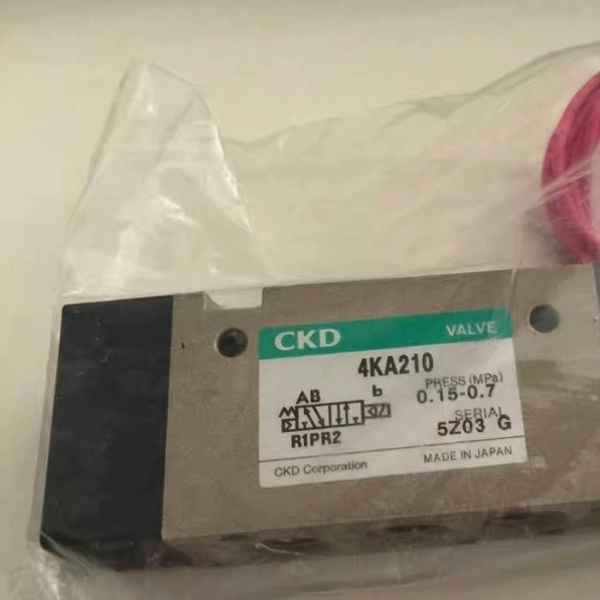 CKD VALVE
4KA210
AB b PRESS (MPa)
0.15-0.7
R1PR2 SERIAL
5Z03 G
CKD Corporation MADE IN JAPAN